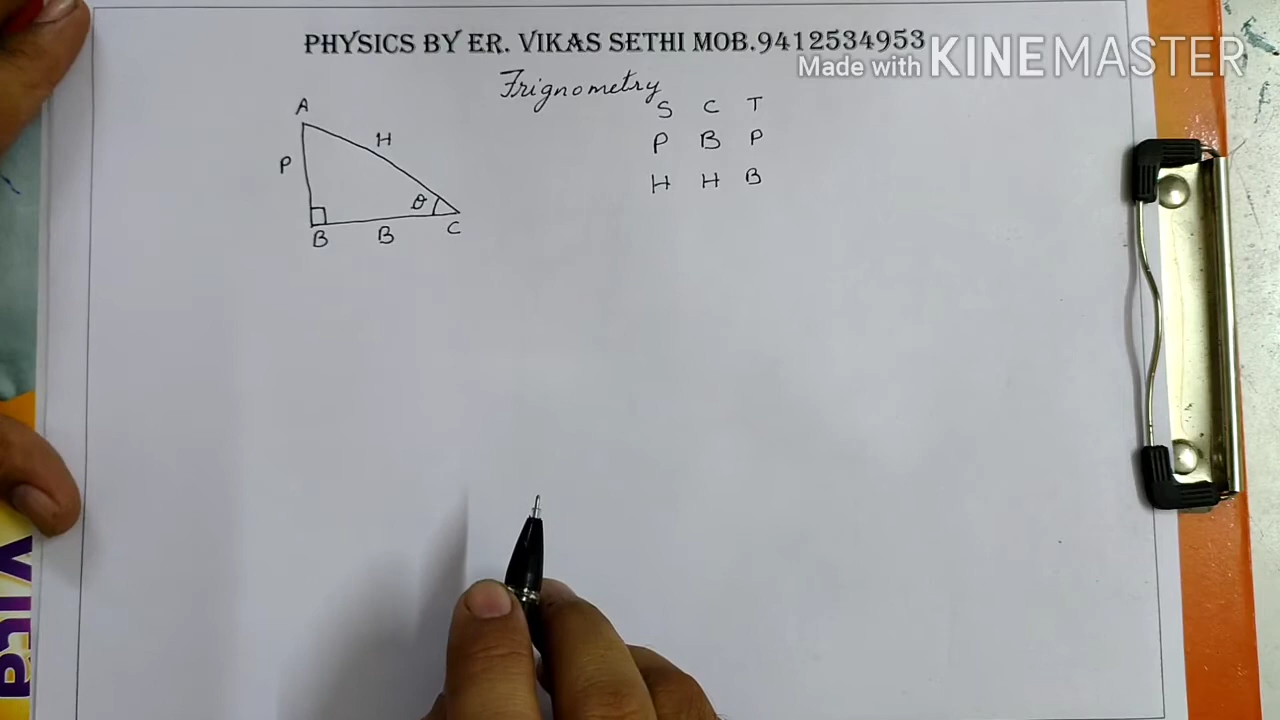 PHYSICS BY ER. VIKAS SETHI MOB.9412534953
Made with KINEMASTER
Trignometry
S C T
A
H
P B P
P
H H B
θ
B B C